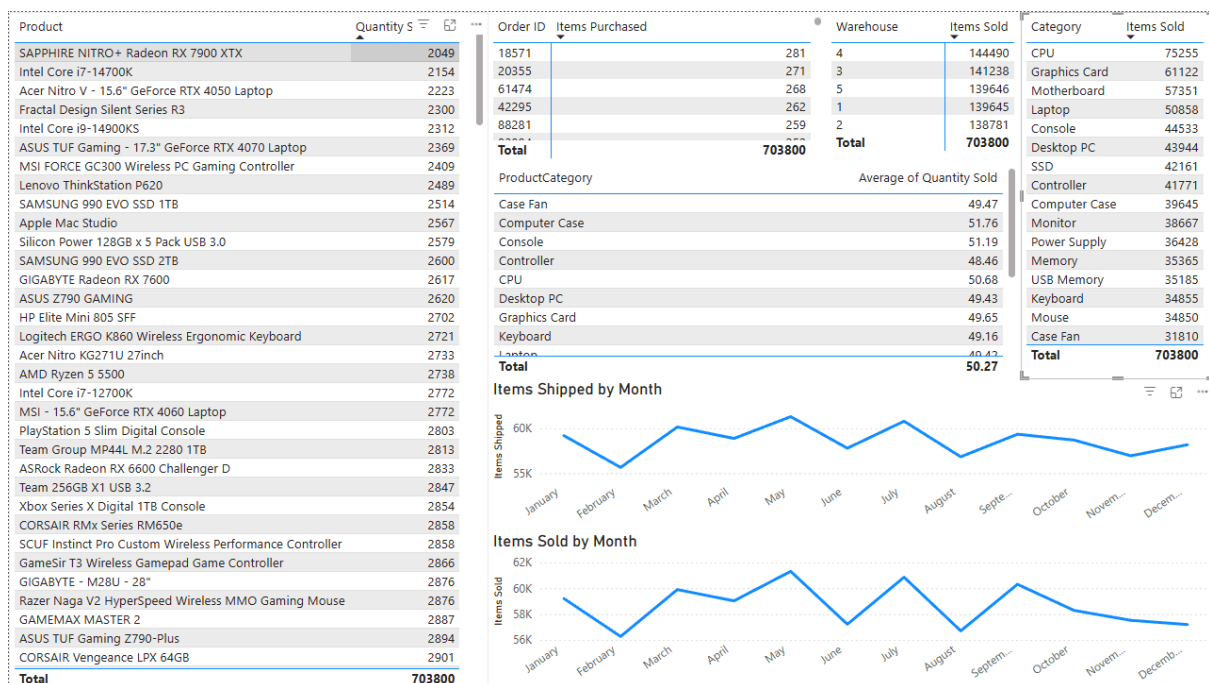 Product Quantity S
SAPPHIRE NITRO+ Radeon RX 7900 XTX 2049
Intel Core i7-14700K 2154
Acer Nitro V - 15.6" GeForce RTX 4050 Laptop 2223
Fractal Design Silent Series R3 2300
Intel Core i9-14900KS 2312
ASUS TUF Gaming - 17.3" GeForce RTX 4070 Laptop 2369
MSI FORCE GC300 Wireless PC Gaming Controller 2409
Lenovo ThinkStation P620 2489
SAMSUNG 990 EVO SSD 1TB 2514
Apple Mac Studio 2567
Silicon Power 128GB x 5 Pack USB 3.0 2579
SAMSUNG 990 EVO SSD 2TB 2600
GIGABYTE Radeon RX 7600 2617
ASUS Z790 GAMING 2620
HP Elite Mini 805 SFF 2702
Logitech ERGO K860 Wireless Ergonomic Keyboard 2721
Acer Nitro KG271U 27inch 2733
AMD Ryzen 5 5500 2738
Intel Core i7-12700K 2772
MSI - 15.6" GeForce RTX 4060 Laptop 2772
PlayStation 5 Slim Digital Console 2803
Team Group MP44L M.2 2280 1TB 2813
ASRock Radeon RX 6600 Challenger D 2833
Team 256GB X1 USB 3.2 2847
Xbox Series X Digital 1TB Console 2854
CORSAIR RMx Series RM650e 2858
SCUF Instinct Pro Custom Wireless Performance Controller 2858
GameSir T3 Wireless Gamepad Game Controller 2866
GIGABYTE - M28U - 28" 2876
Razer Naga V2 HyperSpeed Wireless MMO Gaming Mouse 2876
GAMEMAX MASTER 2 2887
ASUS TUF Gaming Z790-Plus 2894
CORSAIR Vengeance LPX 64GB 2901
Total 703800
Order ID Items Purchased
18571 281
20355 271
61474 268
42295 262
88281 259
Total 703800
Warehouse Items Sold
4 144490
3 141238
5 139646
1 139645
2 138781
Total 703800
Category Items Sold
CPU 75255
Graphics Card 61122
Motherboard 57351
Laptop 50858
Console 44533
Desktop PC 43944
SSD 42161
Controller 41771
Computer Case 39645
Monitor 38667
Power Supply 36428
Memory 35365
USB Memory 35185
Keyboard 34855
Mouse 34850
Case Fan 31810
Total 703800
ProductCategory Average of Quantity Sold
Case Fan 49.47
Computer Case 51.76
Console 51.19
Controller 48.46
CPU 50.68
Desktop PC 49.43
Graphics Card 49.65
Keyboard 49.16
Laptop 49.42
Total 50.27
Items Shipped by Month
Items Shipped
60K
55K
January February March April May June July August Septe... October Novem... Decem...
Items Sold by Month
Items Sold
62K
60K
58K
56K
January February March April May June July August Septem... October Novem... Decemb...